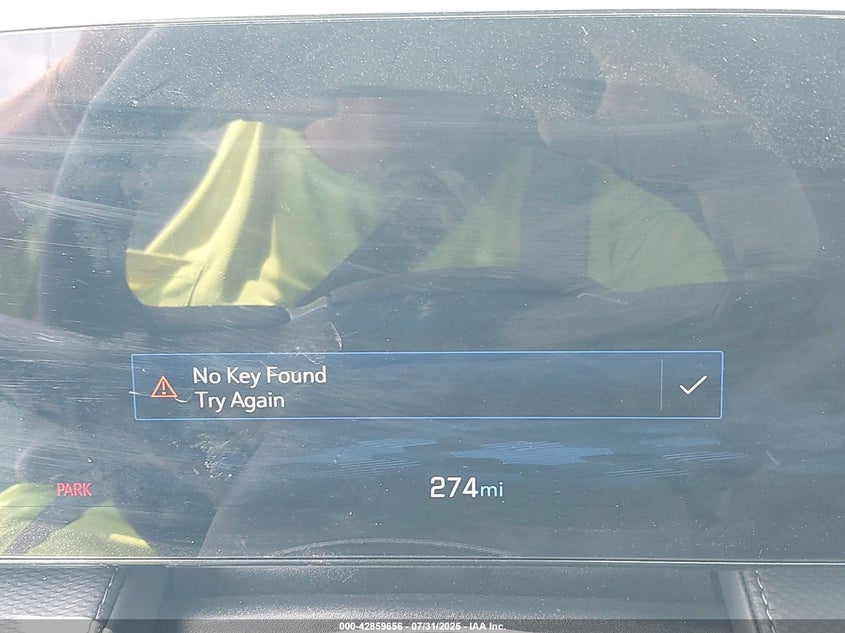 No Key Found
Try Again
PARK
274mi
000-42859656 - 07/31/2025 - IAA Inc.